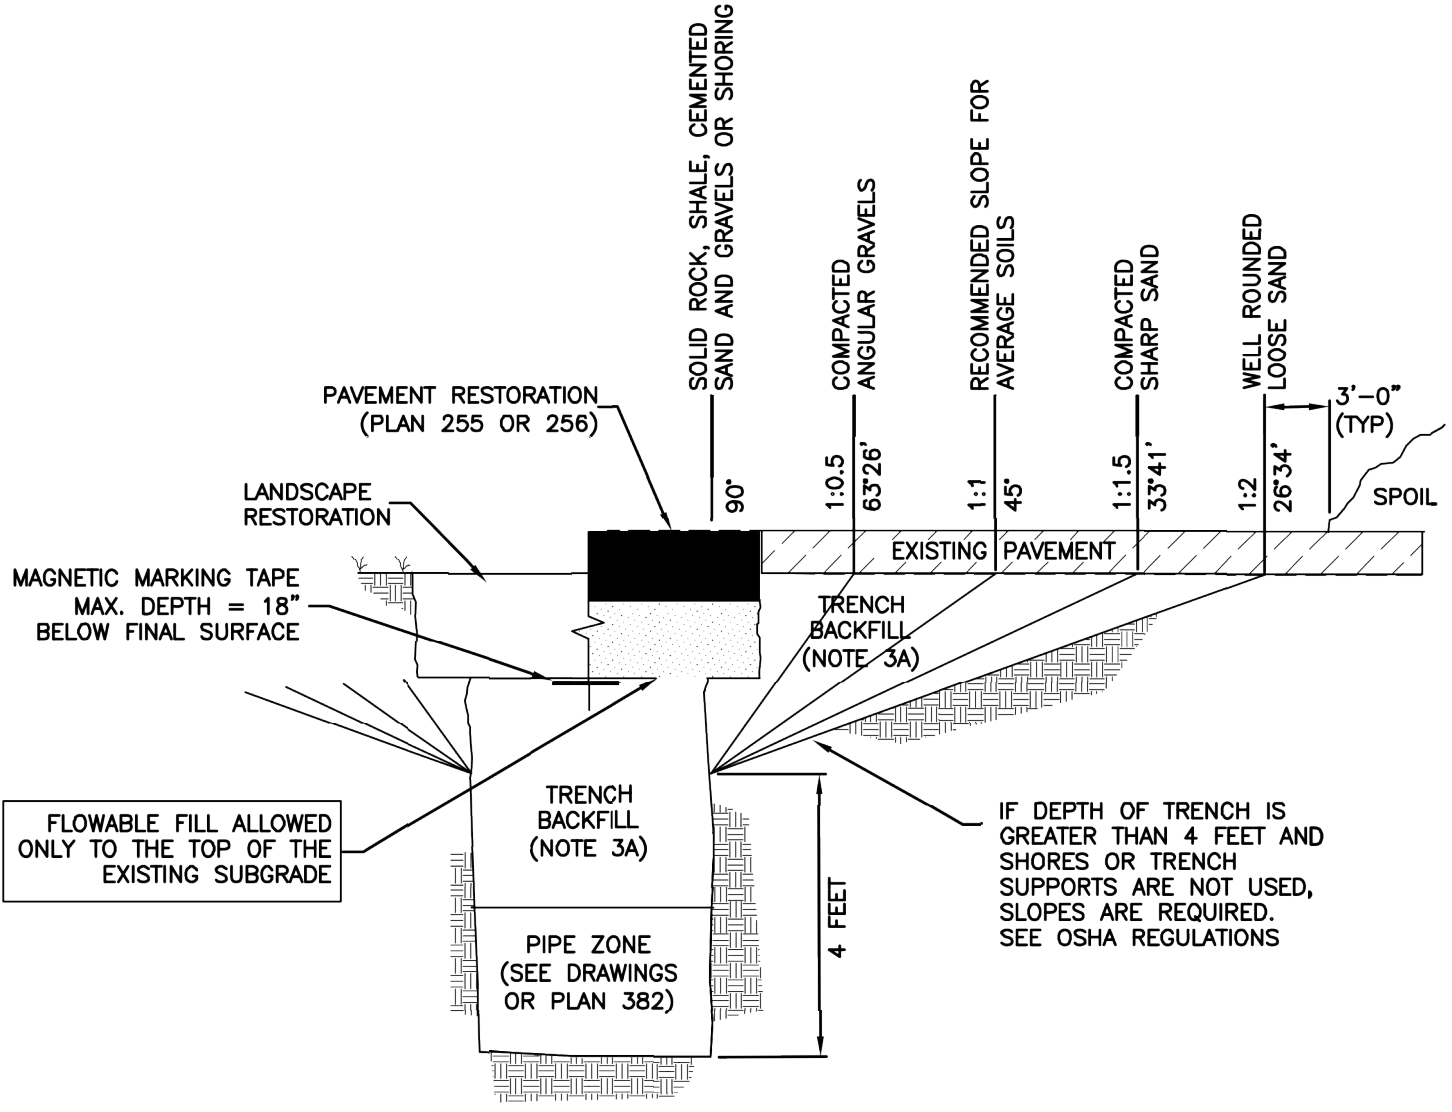 SOLID ROCK, SHALE, CEMENTED
SAND AND GRAVELS OR SHORING
90°
COMPACTED
ANGULAR GRAVELS
1:0.5
63°26'
RECOMMENDED SLOPE FOR
AVERAGE SOILS
1:1
45°
COMPACTED
SHARP SAND
1:1.5
33°41'
WELL ROUNDED
LOOSE SAND
1:2
26°34'
3'-0"
(TYP)
SPOIL
PAVEMENT RESTORATION
(PLAN 255 OR 256)
LANDSCAPE
RESTORATION
EXISTING PAVEMENT
MAGNETIC MARKING TAPE
MAX. DEPTH = 18"
BELOW FINAL SURFACE
TRENCH
BACKFILL
(NOTE 3A)
FLOWABLE FILL ALLOWED
ONLY TO THE TOP OF THE
EXISTING SUBGRADE
TRENCH
BACKFILL
(NOTE 3A)
4 FEET
IF DEPTH OF TRENCH IS
GREATER THAN 4 FEET AND
SHORES OR TRENCH
SUPPORTS ARE NOT USED,
SLOPES ARE REQUIRED.
SEE OSHA REGULATIONS
PIPE ZONE
(SEE DRAWINGS
OR PLAN 382)